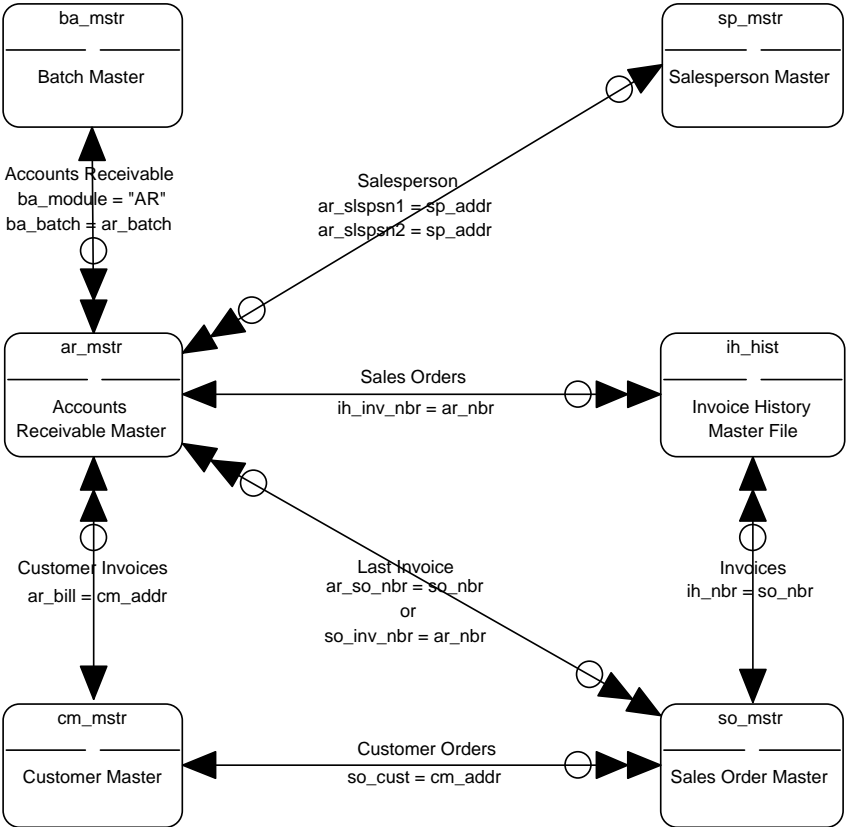 ba_mstr
Batch Master
sp_mstr
Salesperson Master
Accounts Receivable
ba_module = "AR"
ba_batch = ar_batch
Salesperson
ar_slspsn1 = sp_addr
ar_slspsn2 = sp_addr
ar_mstr
Accounts
Receivable Master
Sales Orders
ih_inv_nbr = ar_nbr
ih_hist
Invoice History
Master File
Customer Invoices
ar_bill = cm_addr
Last Invoice
ar_so_nbr = so_nbr
or
so_inv_nbr = ar_nbr
Invoices
ih_nbr = so_nbr
cm_mstr
Customer Master
Customer Orders
so_cust = cm_addr
so_mstr
Sales Order Master